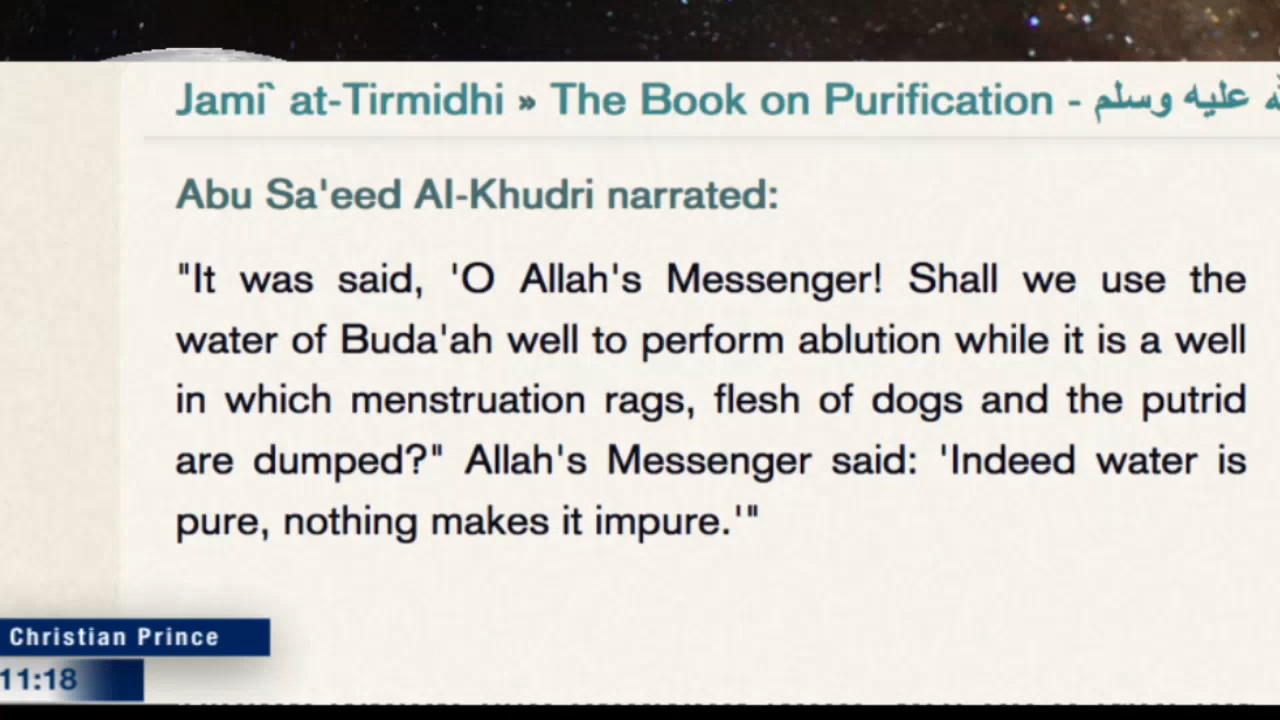 Jami` at-Tirmidhi » The Book on Purification - عليه وسلم
Abu Sa'eed Al-Khudri narrated:
"It was said, 'O Allah's Messenger! Shall we use the
water of Buda'ah well to perform ablution while it is a well
in which menstruation rags, flesh of dogs and the putrid
are dumped?" Allah's Messenger said: 'Indeed water is
pure, nothing makes it impure.'"
Christian Prince
11:18